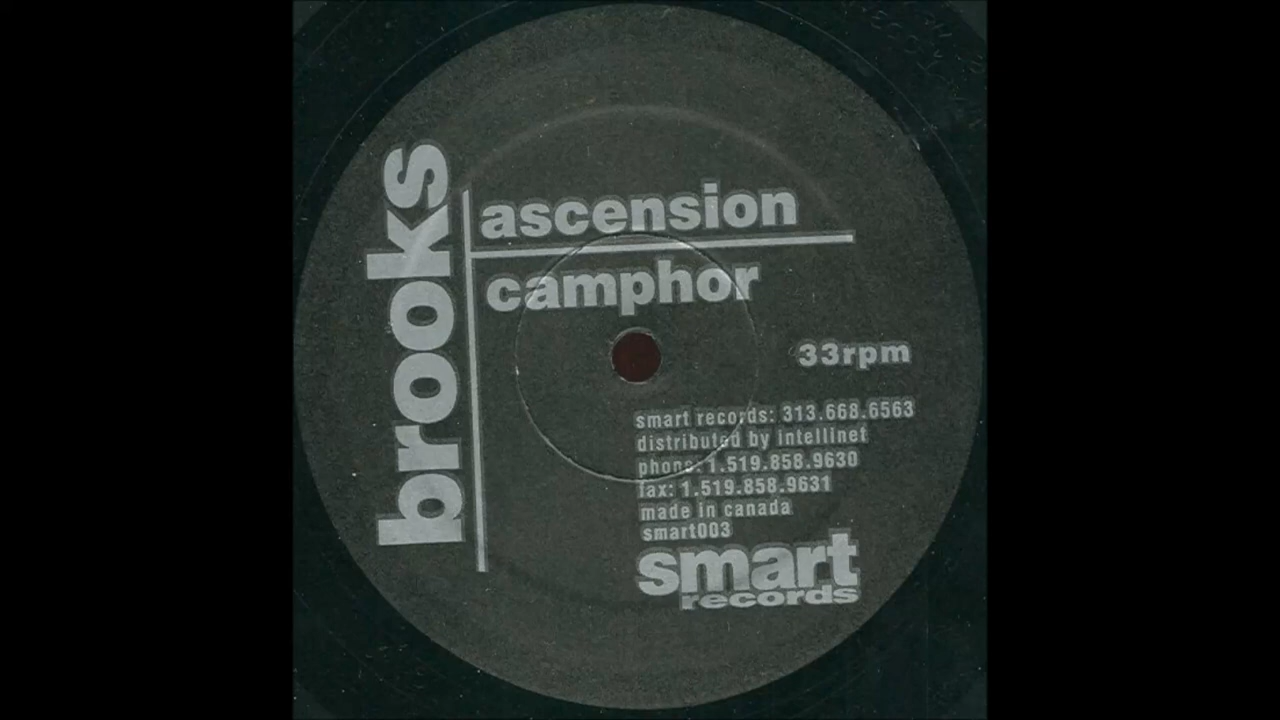 brooks
ascension
camphor
33rpm
smart records: 313.668.6563
distributed by intellinet
phone: 1.519.858.9630
fax: 1.519.858.9631
made in canada
smart003
smart
records